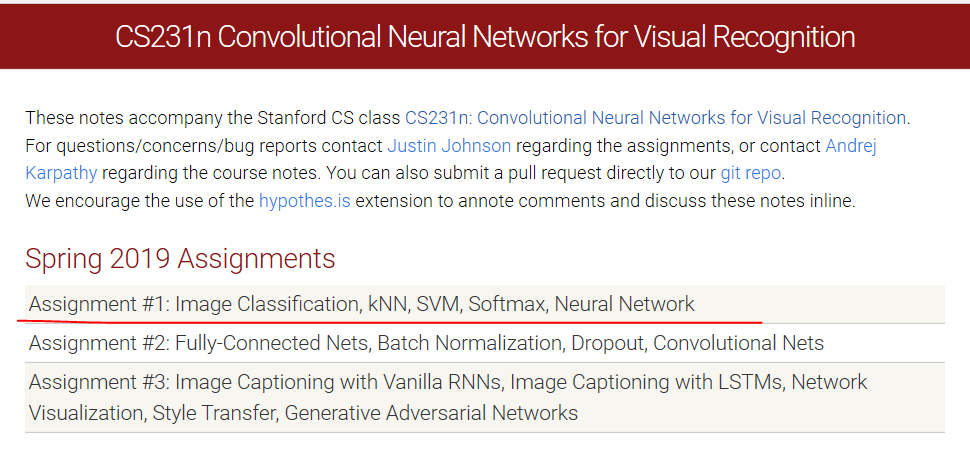 CS231n Convolutional Neural Networks for Visual Recognition
These notes accompany the Stanford CS class CS231n: Convolutional Neural Networks for Visual Recognition.
For questions/concerns/bug reports contact Justin Johnson regarding the assignments, or contact Andrej
Karpathy regarding the course notes. You can also submit a pull request directly to our git repo.
We encourage the use of the hypothes.is extension to annote comments and discuss these notes inline.
Spring 2019 Assignments
Assignment #1: Image Classification, kNN, SVM, Softmax, Neural Network
Assignment #2: Fully-Connected Nets, Batch Normalization, Dropout, Convolutional Nets
Assignment #3: Image Captioning with Vanilla RNNs, Image Captioning with LSTMs, Network
Visualization, Style Transfer, Generative Adversarial Networks